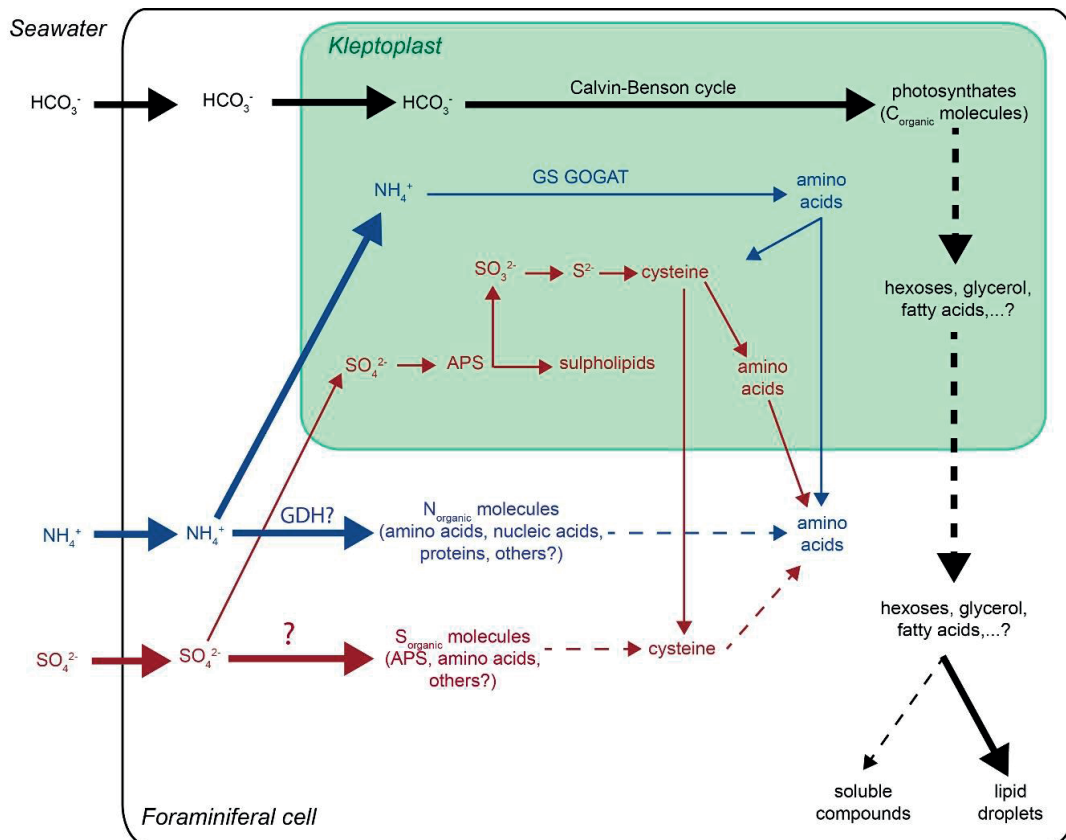 Seawater
Kleptoplast
HCO₃⁻
HCO₃⁻
HCO₃⁻
Calvin-Benson cycle
photosynthates
(C_organic molecules)
NH₄⁺
GS GOGAT
amino
acids
SO₃²⁻
S²⁻
cysteine
hexoses, glycerol,
fatty acids,...?
SO₄²⁻
APS
sulpholipids
amino
acids
NH₄⁺
NH₄⁺
GDH?
N_organic molecules
(amino acids, nucleic acids,
proteins, others?)
amino
acids
hexoses, glycerol,
fatty acids,...?
SO₄²⁻
SO₄²⁻
?
S_organic molecules
(APS, amino acids,
others?)
cysteine
soluble
compounds
lipid
droplets
Foraminiferal cell